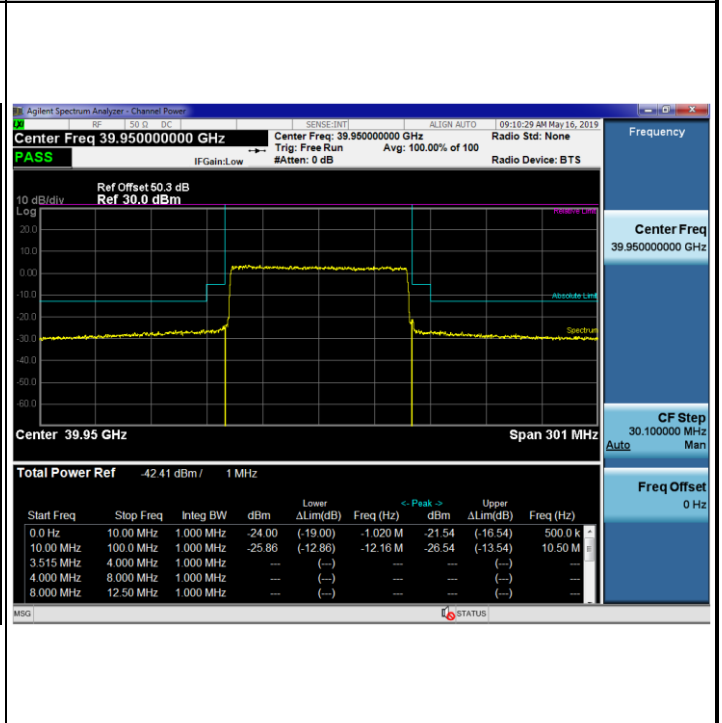 Agilent Spectrum Analyzer - Channel Power
RF 50 Ω DC SENSE:INT ALIGN AUTO 09:10:29 AM May 16, 2019
Center Freq 39.950000000 GHz Center Freq: 39.950000000 GHz Radio Std: None
Trig: Free Run Avg: 100.00% of 100
PASS IFGain:Low #Atten: 0 dB Radio Device: BTS
Ref Offset 50.3 dB
10 dB/div Ref 30.0 dBm
Log
Relative Limit
20.0
10.0
0.00
-10.0
Absolute Limit
-20.0
Spectrum
-30.0
-40.0
-50.0
-60.0
Center 39.95 GHz Span 301 MHz
Total Power Ref -42.41 dBm / 1 MHz
Lower <- Peak -> Upper
Start Freq Stop Freq Integ BW dBm ΔLim(dB) Freq (Hz) dBm ΔLim(dB) Freq (Hz)
0.0 Hz 10.00 MHz 1.000 MHz -24.00 (-19.00) -1.020 M -21.54 (-16.54) 500.0 k
10.00 MHz 100.0 MHz 1.000 MHz -25.86 (-12.86) -12.16 M -26.54 (-13.54) 10.50 M
3.515 MHz 4.000 MHz 1.000 MHz --- (---) --- --- (---) ---
4.000 MHz 8.000 MHz 1.000 MHz --- (---) --- --- (---) ---
8.000 MHz 12.50 MHz 1.000 MHz --- (---) --- --- (---) ---
MSG STATUS
Frequency
Center Freq
39.950000000 GHz
CF Step
30.100000 MHz
Auto Man
Freq Offset
0 Hz